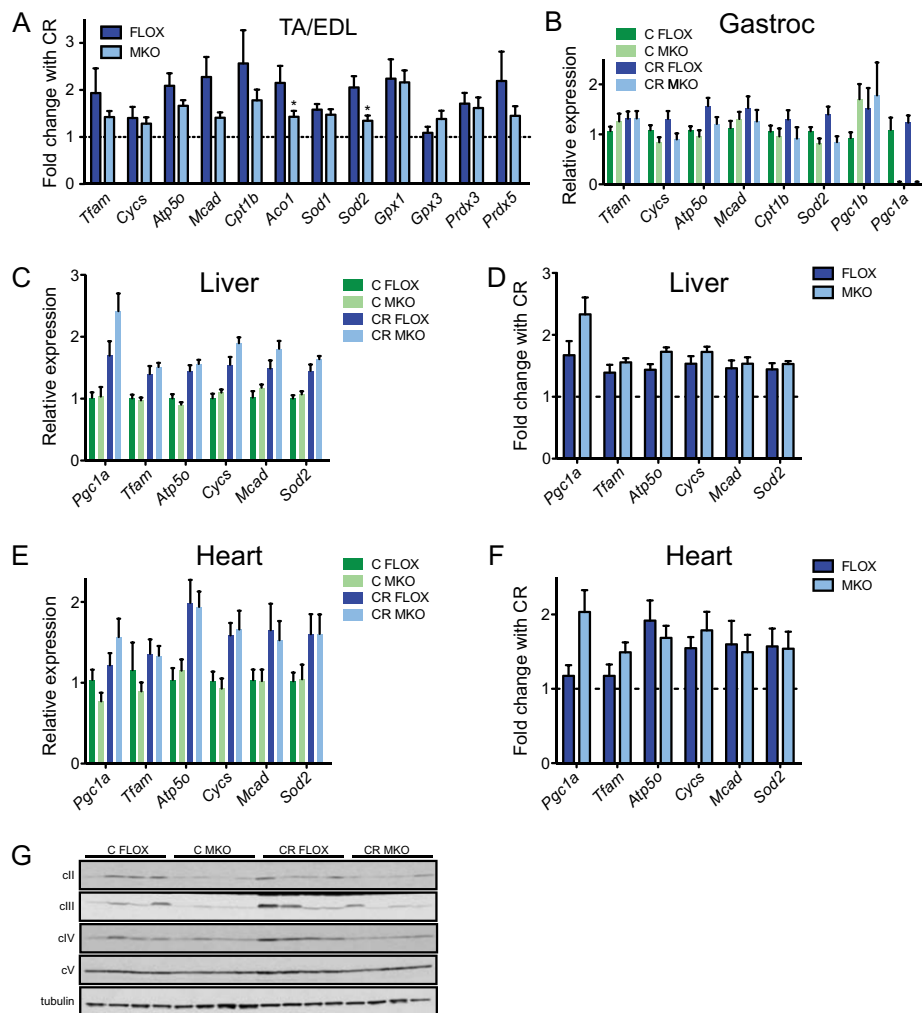 A
TA/EDL
FLOX
MKO
Fold change with CR
3
2
1
0
*
*
Tfam
Cycs
Atp5o
Mcad
Cpt1b
Aco1
Sod1
Sod2
Gpx1
Gpx3
Prdx3
Prdx5
B
Gastroc
C FLOX
C MKO
CR FLOX
CR MKO
Relative expression
3
2
1
0
Tfam
Cycs
Atp5o
Mcad
Cpt1b
Sod2
Pgc1b
Pgc1a
C
Liver
C FLOX
C MKO
CR FLOX
CR MKO
Relative expression
3
2
1
0
Pgc1a
Tfam
Atp5o
Cycs
Mcad
Sod2
D
Liver
FLOX
MKO
Fold change with CR
3
2
1
0
Pgc1a
Tfam
Atp5o
Cycs
Mcad
Sod2
E
Heart
C FLOX
C MKO
CR FLOX
CR MKO
Relative expression
2
1
0
Pgc1a
Tfam
Atp5o
Cycs
Mcad
Sod2
F
Heart
FLOX
MKO
Fold change with CR
2
1
0
Pgc1a
Tfam
Atp5o
Cycs
Mcad
Sod2
G
C FLOX C MKO CR FLOX CR MKO
cII
cIII
cIV
cV
tubulin